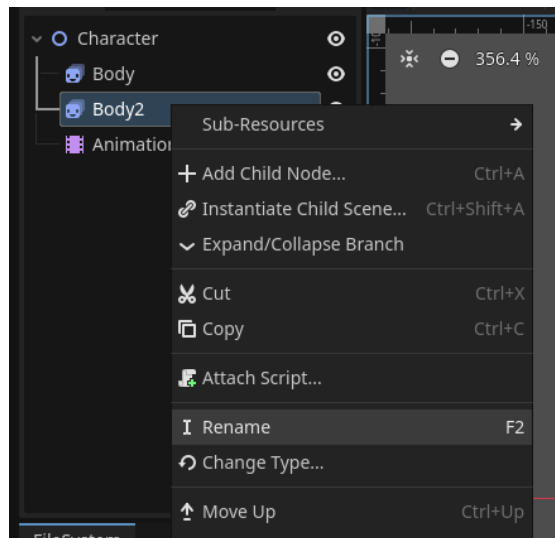 -150
Character
356.4 %
Body
Body2
Sub-Resources
Animation
Add Child Node... Ctrl+A
Instantiate Child Scene... Ctrl+Shift+A
Expand/Collapse Branch
Cut Ctrl+X
Copy Ctrl+C
Attach Script...
Rename F2
Change Type...
Move Up Ctrl+Up
FileSystem